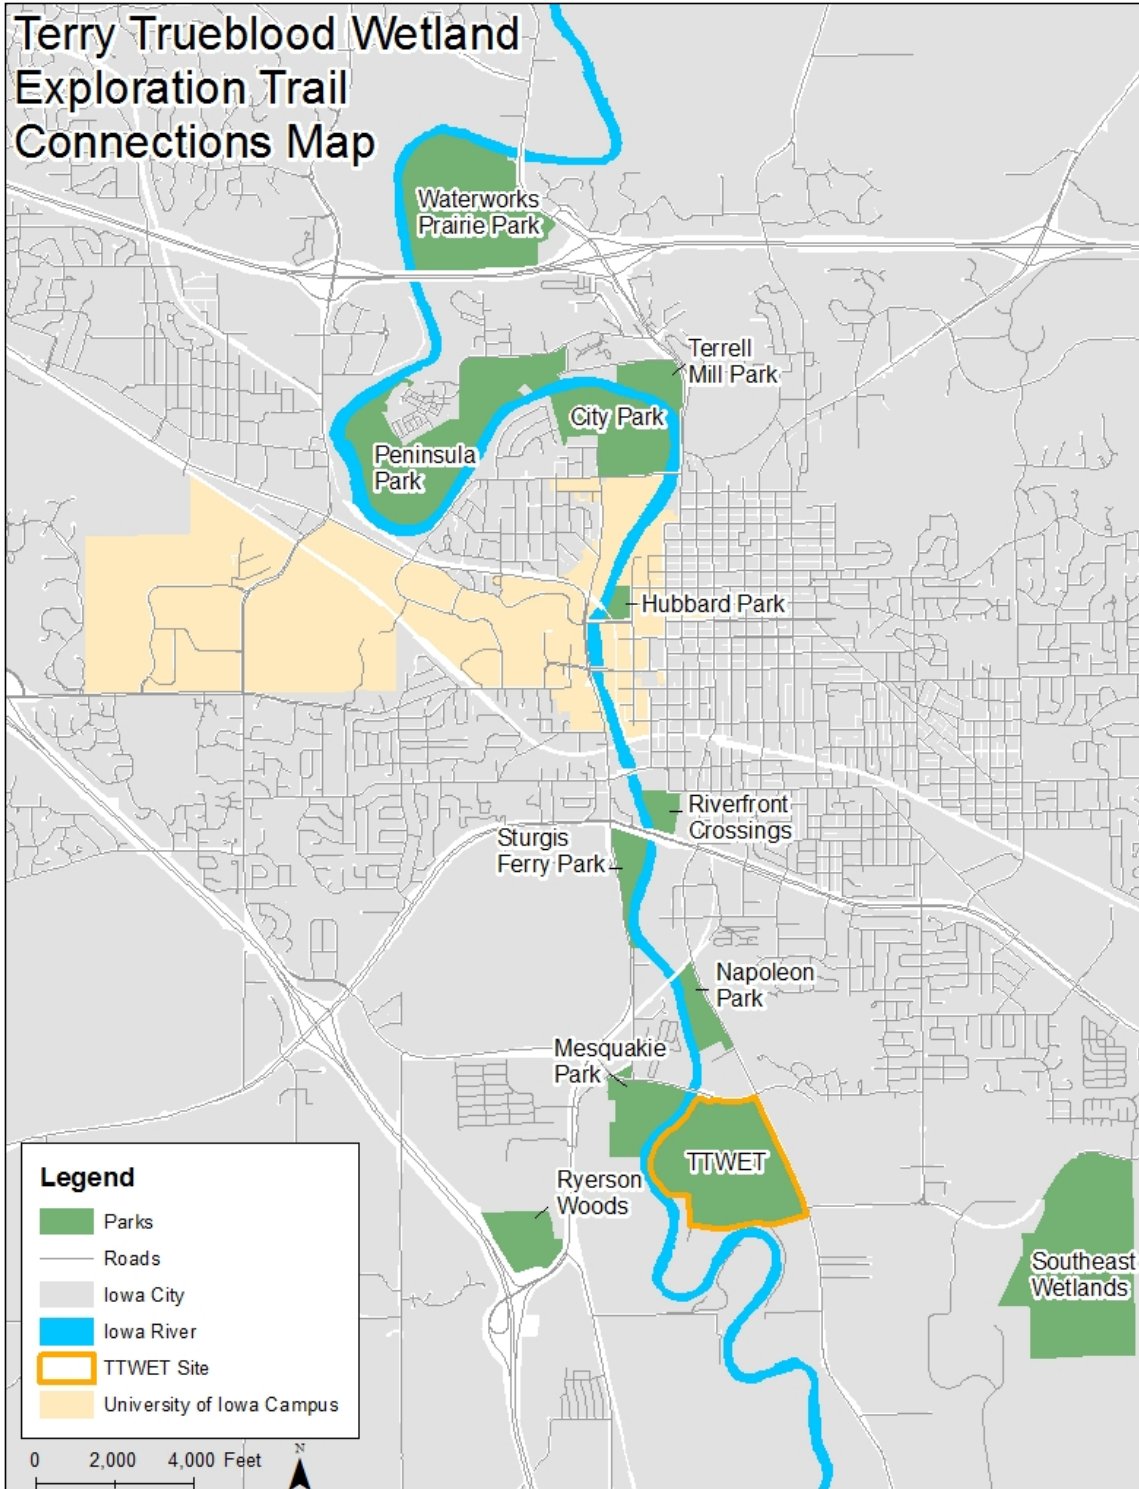 Terry Trueblood Wetland
Exploration Trail
Connections Map
Waterworks
Prairie Park
Terrell
Mill Park
City Park
Peninsula
Park
Hubbard Park
Riverfront
Crossings
Sturgis
Ferry Park
Napoleon
Park
Mesquakie
Park
TTWET
Ryerson
Woods
Southeast
Wetlands
Legend
Parks
Roads
Iowa City
Iowa River
TTWET Site
University of Iowa Campus
0 2,000 4,000 Feet
N